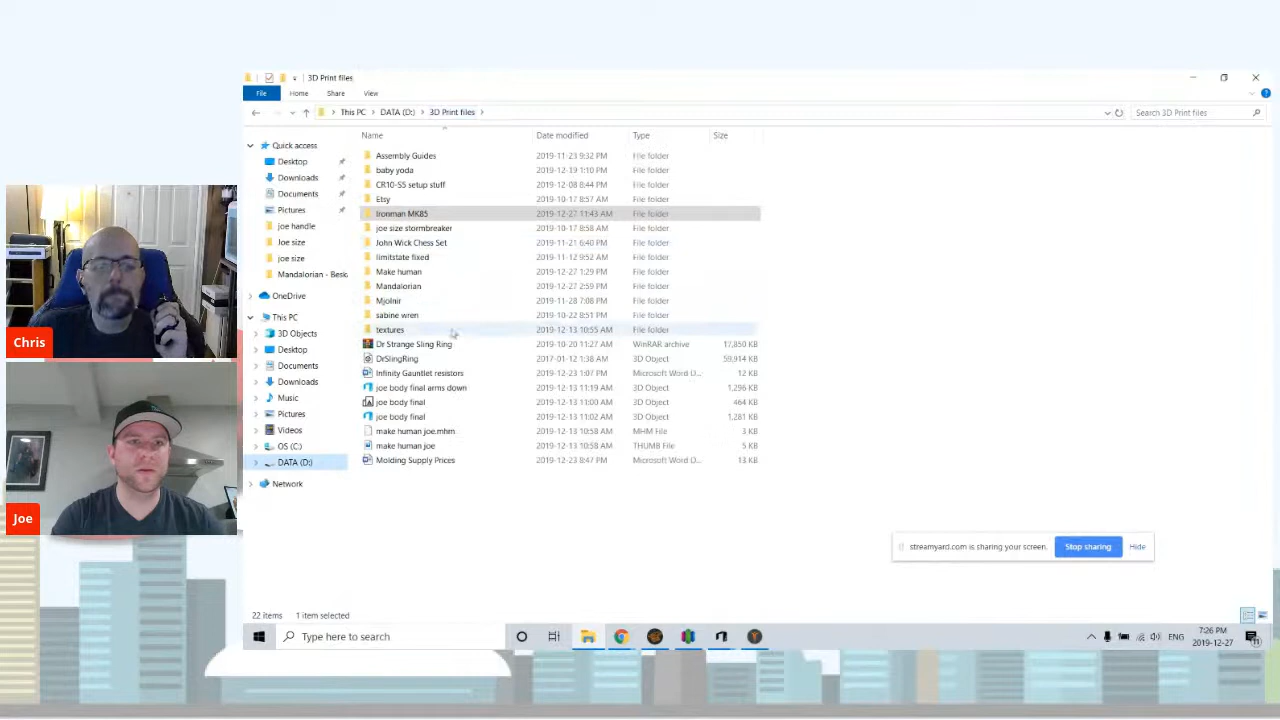 3D Print files
File Home Share View
This PC DATA (D:) 3D Print files Search 3D Print files
Name Date modified Type Size
Quick access
Desktop
Downloads
Documents
Pictures
joe handle
Joe size
joe size
Mandalorian - Besk
OneDrive
This PC
3D Objects
Desktop
Documents
Downloads
Music
Pictures
Videos
OS (C:)
DATA (D:)
Network
Assembly Guides 2019-11-23 9:32 PM File folder
baby yoda 2019-12-19 1:10 PM File folder
CR10-S5 setup stuff 2019-12-08 8:44 PM File folder
Etsy 2019-10-17 8:57 AM File folder
Ironman MK85 2019-12-27 11:43 AM File folder
joe size stormbreaker 2019-10-17 8:58 AM File folder
John Wick Chess Set 2019-11-21 6:40 PM File folder
limitstate fixed 2019-11-12 9:52 AM File folder
Make human 2019-12-27 1:29 PM File folder
Mandalorian 2019-12-27 2:59 PM File folder
Mjolnir 2019-11-28 7:08 PM File folder
sabine wren 2019-10-22 8:51 PM File folder
textures 2019-12-13 10:55 AM File folder
Dr Strange Sling Ring 2019-10-20 11:27 AM WinRAR archive 17,850 KB
DrSlingRing 2017-01-12 1:38 AM 3D Object 59,914 KB
Infinity Gauntlet resistors 2019-12-23 1:07 PM Microsoft Word D... 12 KB
joe body final arms down 2019-12-13 11:19 AM 3D Object 1,296 KB
joe body final 2019-12-13 11:00 AM 3D Object 464 KB
joe body final 2019-12-13 11:02 AM 3D Object 1,281 KB
make human joe.mhm 2019-12-13 10:58 AM MHM File 3 KB
make human joe 2019-12-13 10:58 AM THUMB File 5 KB
Molding Supply Prices 2019-12-23 8:47 PM Microsoft Word D... 13 KB
Chris
Joe
streamyard.com is sharing your screen. Stop sharing Hide
22 items 1 item selected
Type here to search
ENG 7:26 PM
2019-12-27